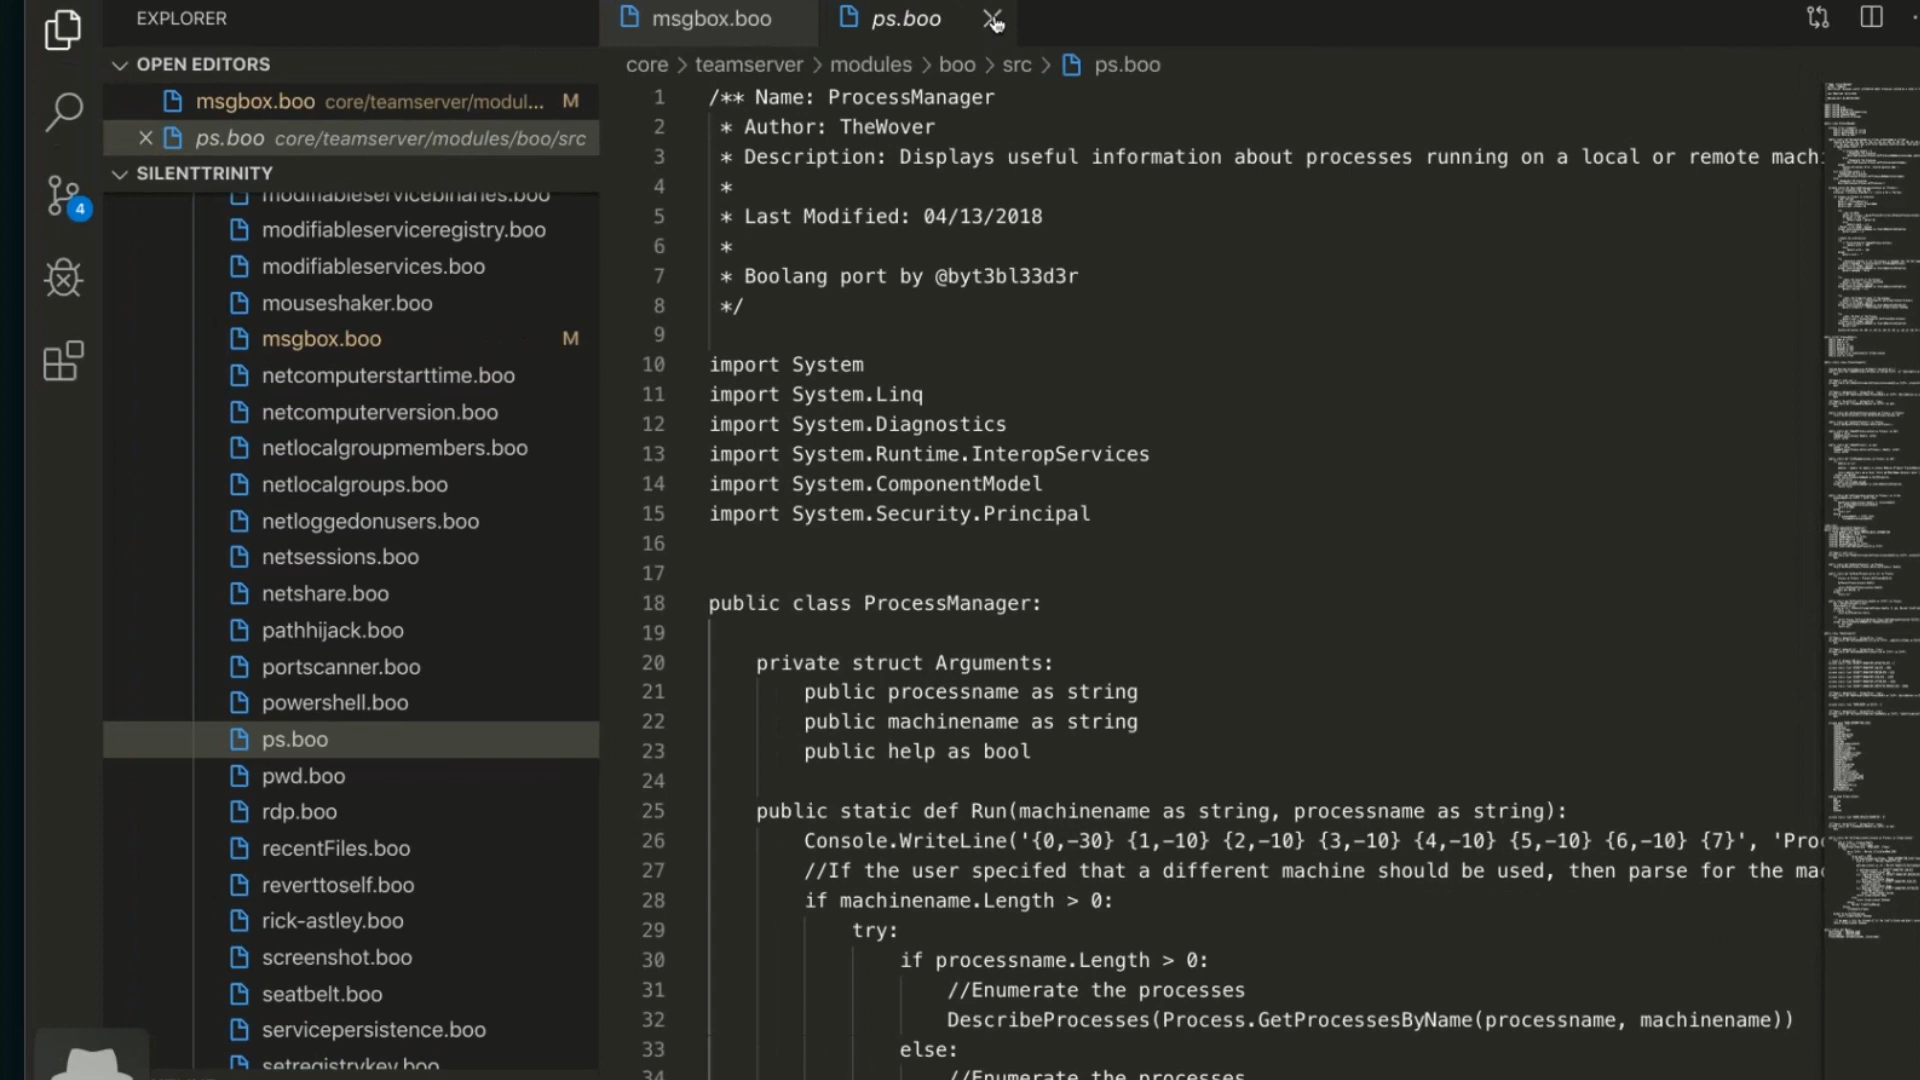 EXPLORER
OPEN EDITORS
msgbox.boo core/teamserver/modul... M
ps.boo core/teamserver/modules/boo/src
SILENTTRINITY
modifiableservicebinaries.boo
modifiableserviceregistry.boo
modifiableservices.boo
mouseshaker.boo
msgbox.boo M
netcomputerstarttime.boo
netcomputerversion.boo
netlocalgroupmembers.boo
netlocalgroups.boo
netloggedonusers.boo
netsessions.boo
netshare.boo
pathhijack.boo
portscanner.boo
powershell.boo
ps.boo
pwd.boo
rdp.boo
recentFiles.boo
reverttoself.boo
rick-astley.boo
screenshot.boo
seatbelt.boo
servicepersistence.boo
setregistrykey.boo
4
msgbox.boo ps.boo
core > teamserver > modules > boo > src > ps.boo
1 /** Name: ProcessManager
2 * Author: TheWover
3 * Description: Displays useful information about processes running on a local or remote mach
4 *
5 * Last Modified: 04/13/2018
6 *
7 * Boolang port by @byt3bl33d3r
8 */
9
10 import System
11 import System.Linq
12 import System.Diagnostics
13 import System.Runtime.InteropServices
14 import System.ComponentModel
15 import System.Security.Principal
16
17
18 public class ProcessManager:
19
20 private struct Arguments:
21 public processname as string
22 public machinename as string
23 public help as bool
24
25 public static def Run(machinename as string, processname as string):
26 Console.WriteLine('{0,-30} {1,-10} {2,-10} {3,-10} {4,-10} {5,-10} {6,-10} {7}', 'Pro
27 //If the user specifed that a different machine should be used, then parse for the ma
28 if machinename.Length > 0:
29 try:
30 if processname.Length > 0:
31 //Enumerate the processes
32 DescribeProcesses(Process.GetProcessesByName(processname, machinename))
33 else:
34 //Enumerate the processes